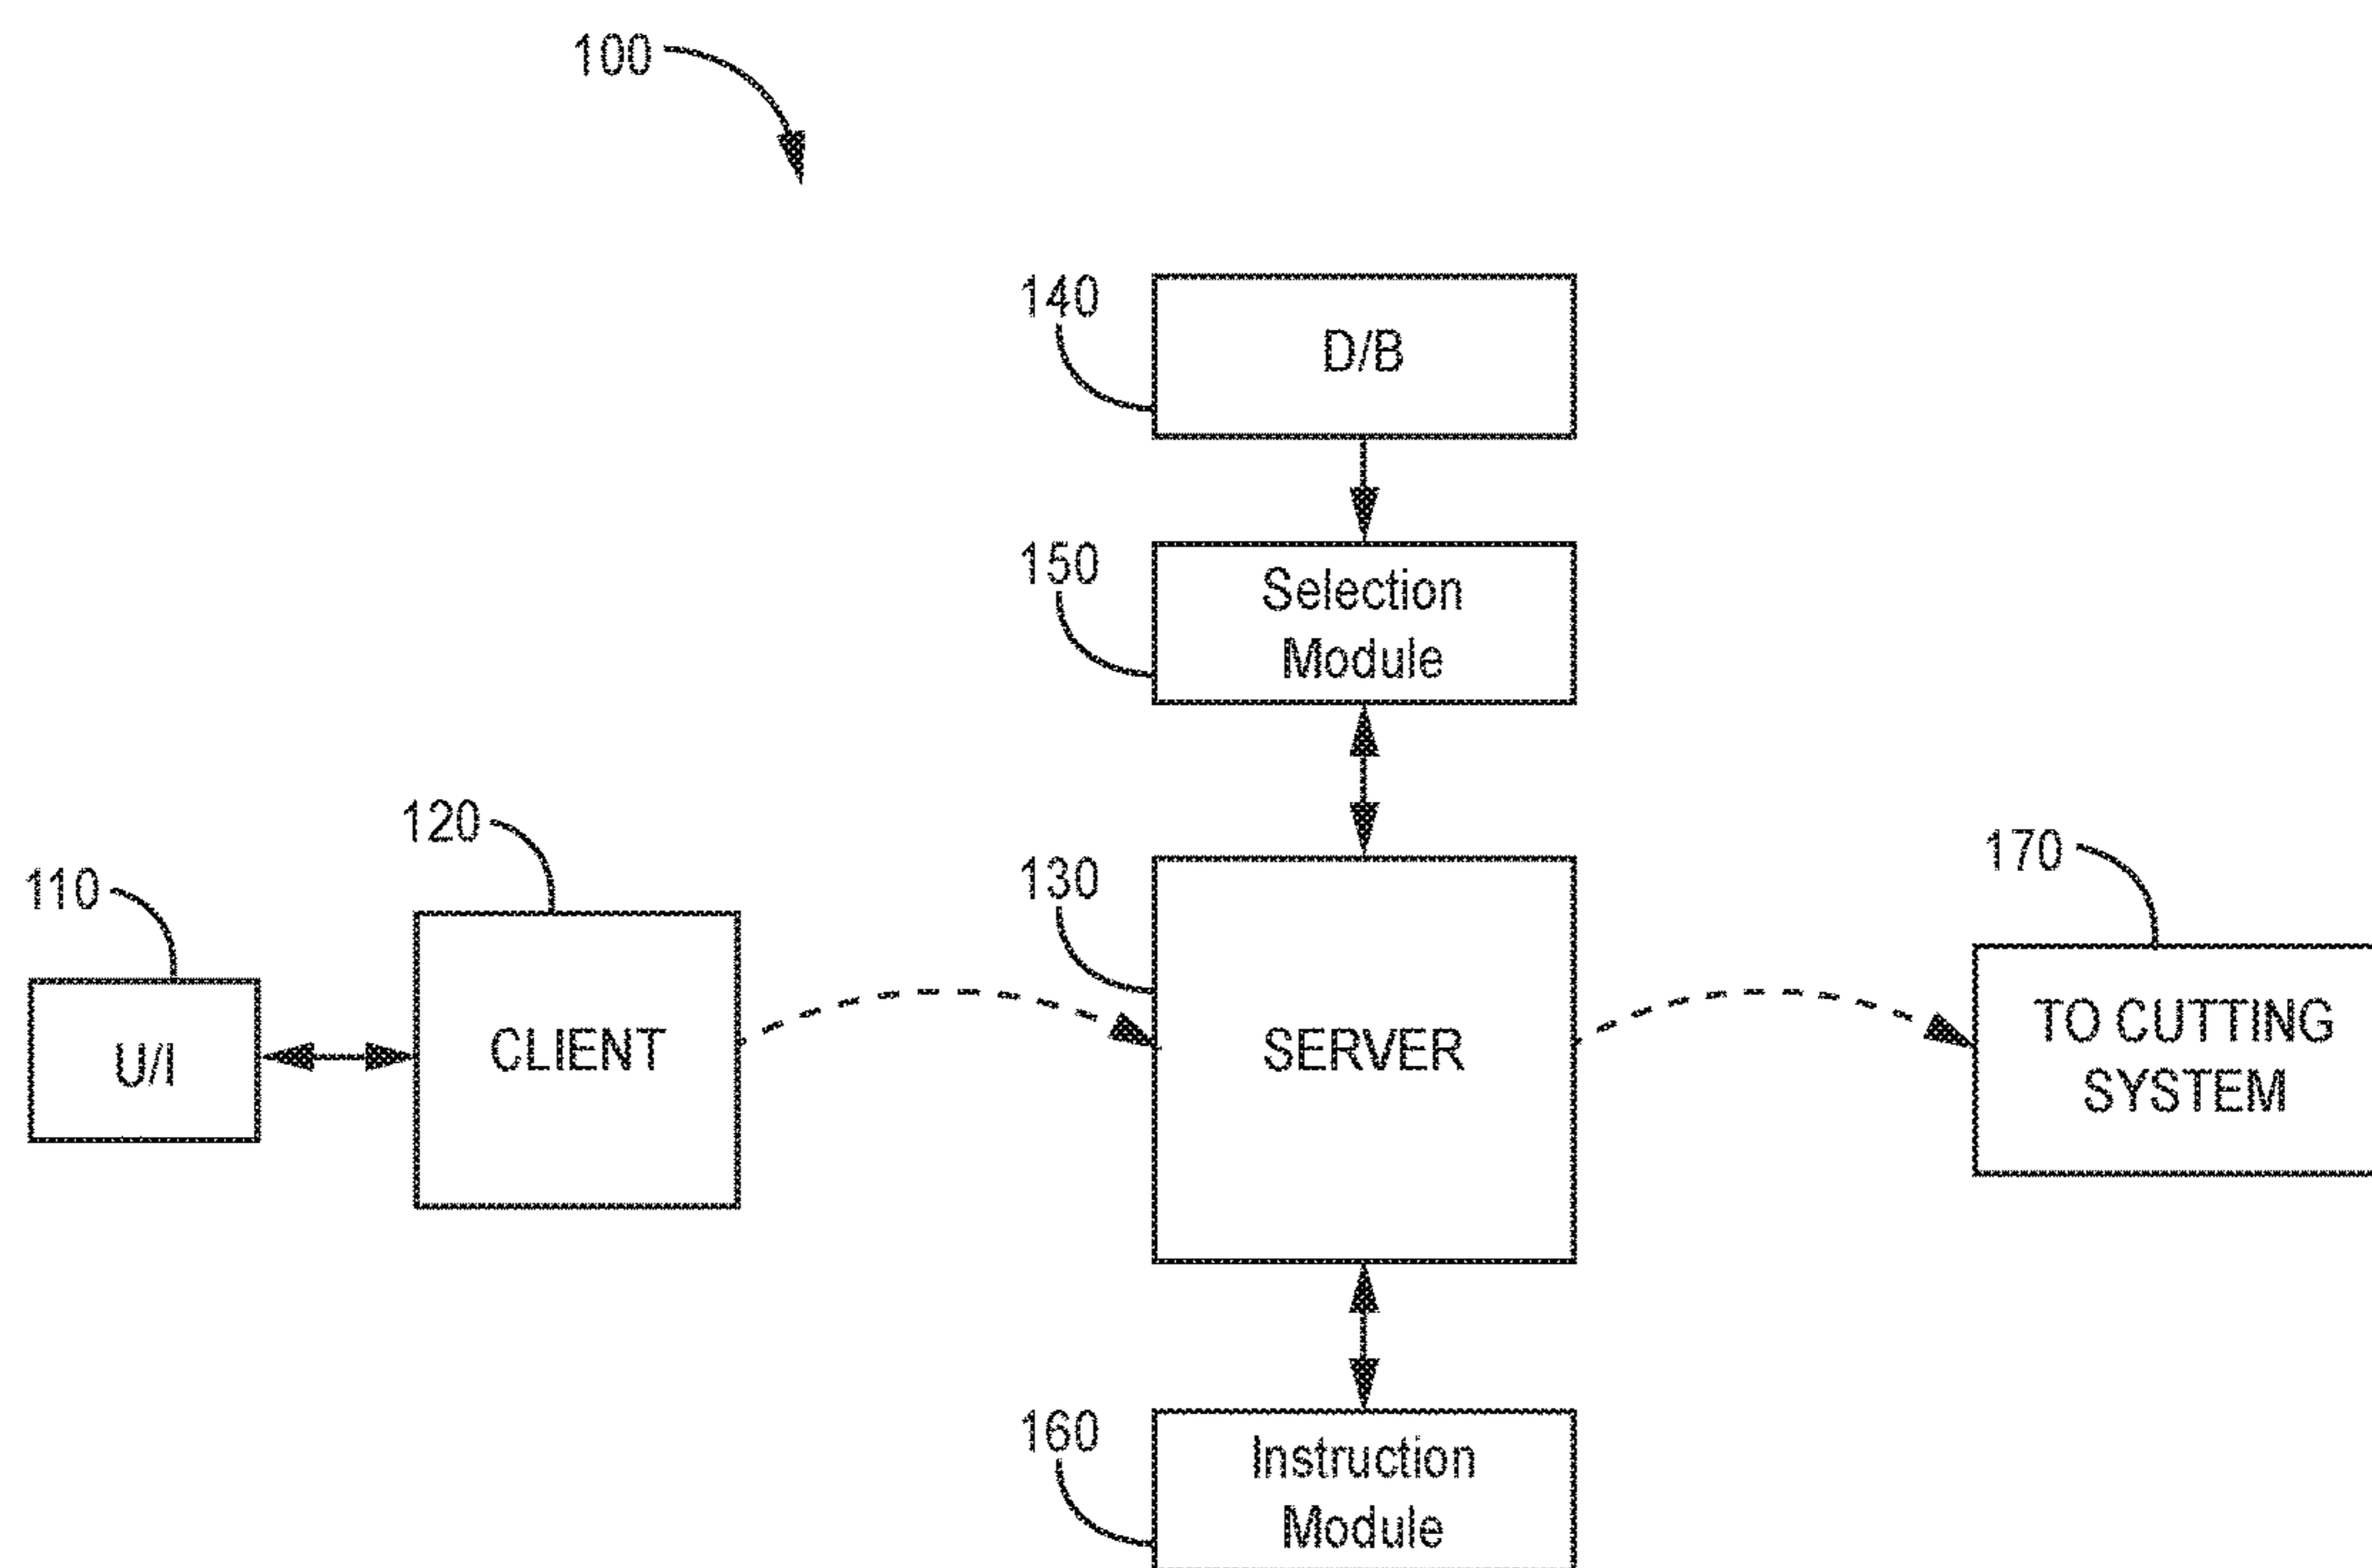 100
140
D/B
150
Selection
Module
120
130
170
110
U/I
CLIENT
SERVER
TO CUTTING
SYSTEM
160
Instruction
Module